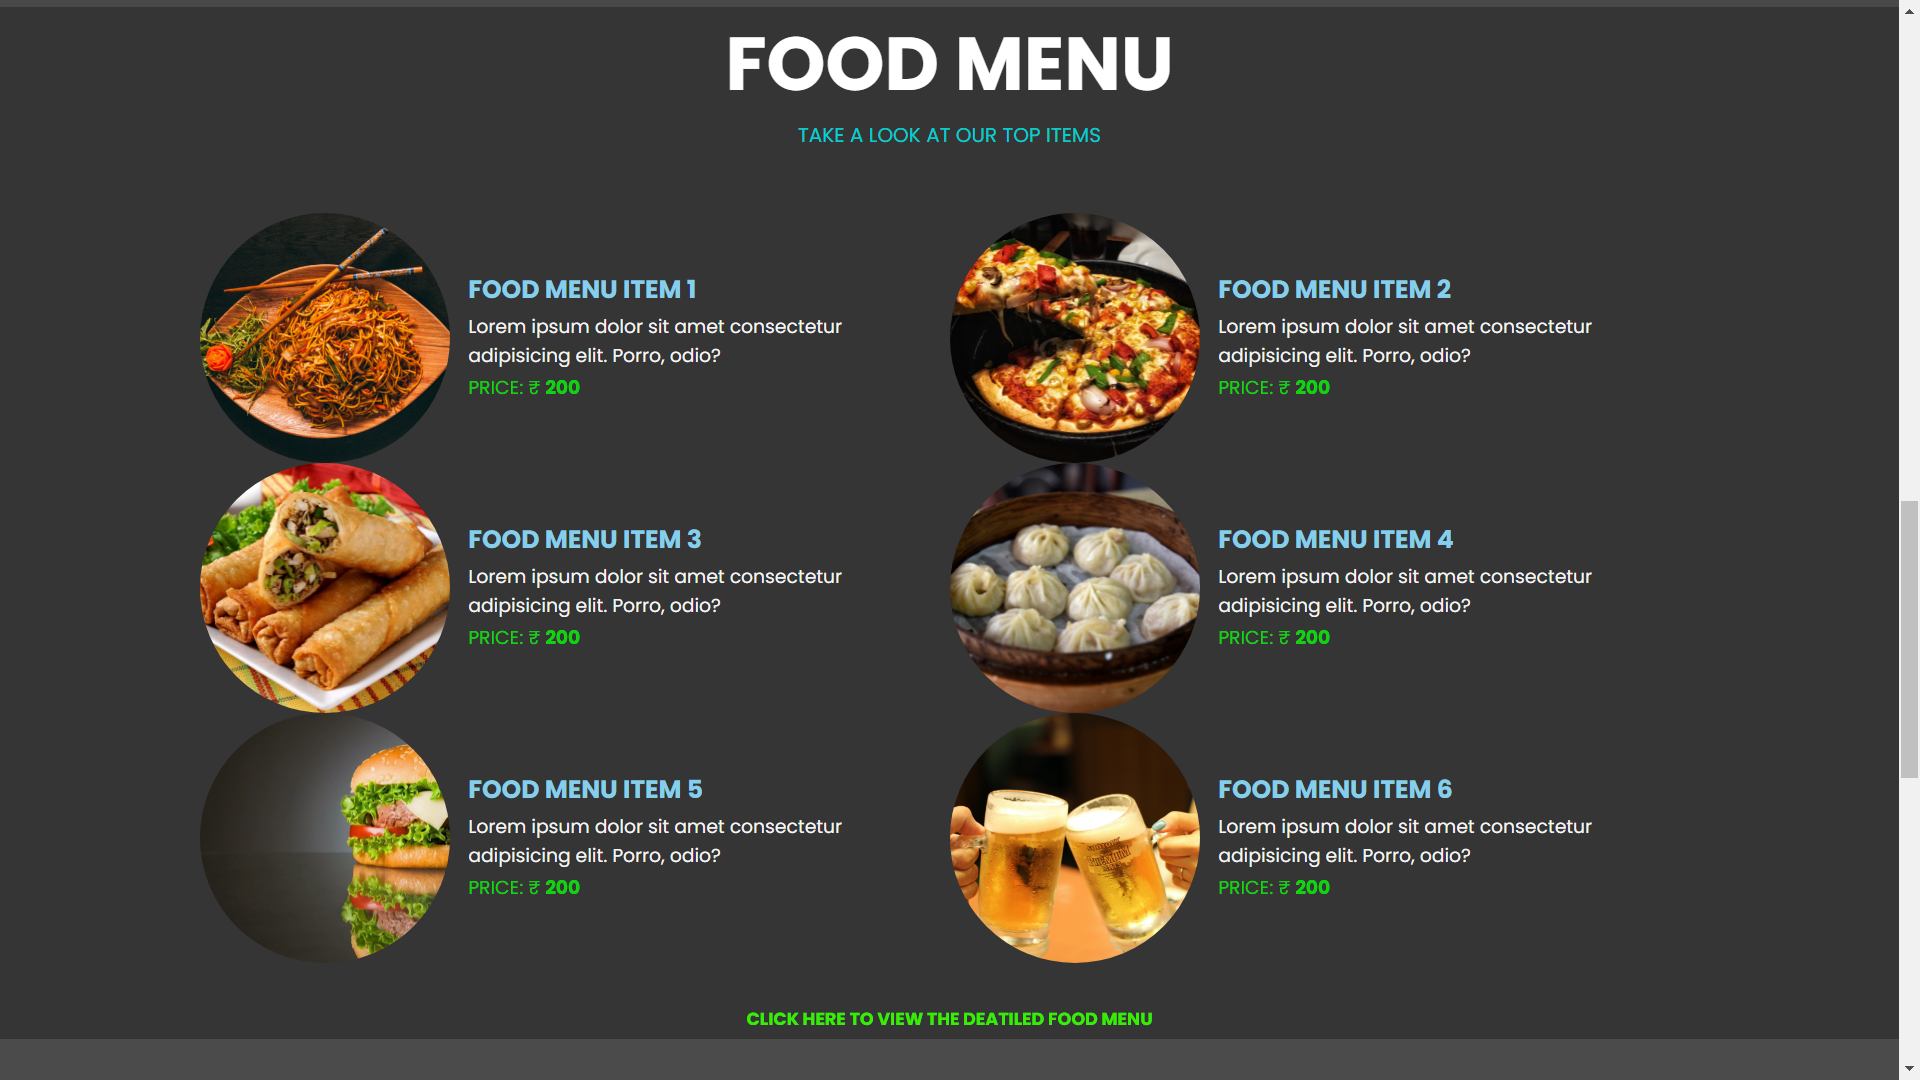 FOOD MENU
TAKE A LOOK AT OUR TOP ITEMS
FOOD MENU ITEM 1
Lorem ipsum dolor sit amet consectetur
adipisicing elit. Porro, odio?
PRICE: ₹ 200
FOOD MENU ITEM 2
Lorem ipsum dolor sit amet consectetur
adipisicing elit. Porro, odio?
PRICE: ₹ 200
FOOD MENU ITEM 3
Lorem ipsum dolor sit amet consectetur
adipisicing elit. Porro, odio?
PRICE: ₹ 200
FOOD MENU ITEM 4
Lorem ipsum dolor sit amet consectetur
adipisicing elit. Porro, odio?
PRICE: ₹ 200
FOOD MENU ITEM 5
Lorem ipsum dolor sit amet consectetur
adipisicing elit. Porro, odio?
PRICE: ₹ 200
FOOD MENU ITEM 6
Lorem ipsum dolor sit amet consectetur
adipisicing elit. Porro, odio?
PRICE: ₹ 200
CLICK HERE TO VIEW THE DEATILED FOOD MENU